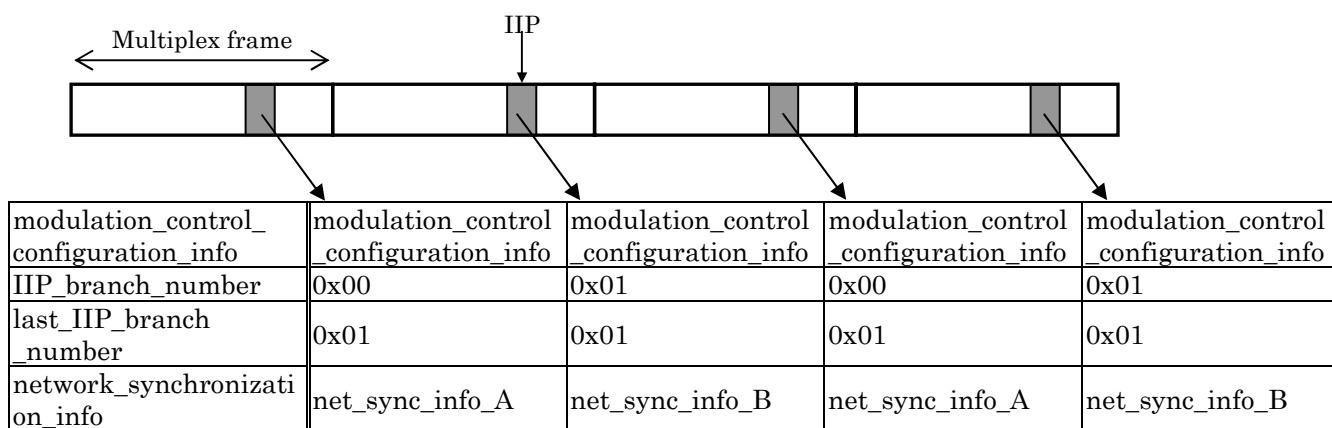 IIP
Multiplex frame
modulation_control_
configuration_info
modulation_control
_configuration_info
modulation_control
_configuration_info
modulation_control
_configuration_info
modulation_control
_configuration_info
IIP_branch_number
0x00
0x01
0x00
0x01
last_IIP_branch
_number
0x01
0x01
0x01
0x01
network_synchronizati
on_info
net_sync_info_A
net_sync_info_B
net_sync_info_A
net_sync_info_B